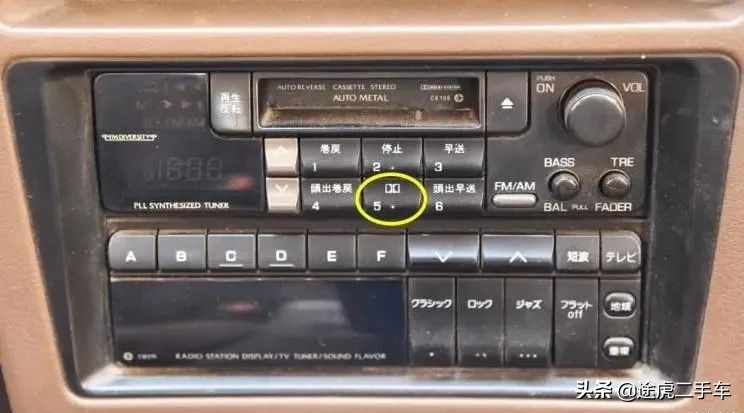 再生
反転
AUTO REVERSE CASSETTE STEREO
AUTO METAL
PUSH
ON
VOL
FM DIVERSITY
巻戻
1
停止
2
早送
3
BASS
TRE
頭出巻戻
4
5
頭出早送
6
FM/AM
BAL
PULL
FADER
PLL SYNTHESIZED TUNER
A
B
C
D
E
F
短波
テレビ
クラシック
ロック
ジャズ
フラット
off
RADIO STATION DISPLAY/TV TUNER/SOUND FLAVOR
头条 @途虎二手车